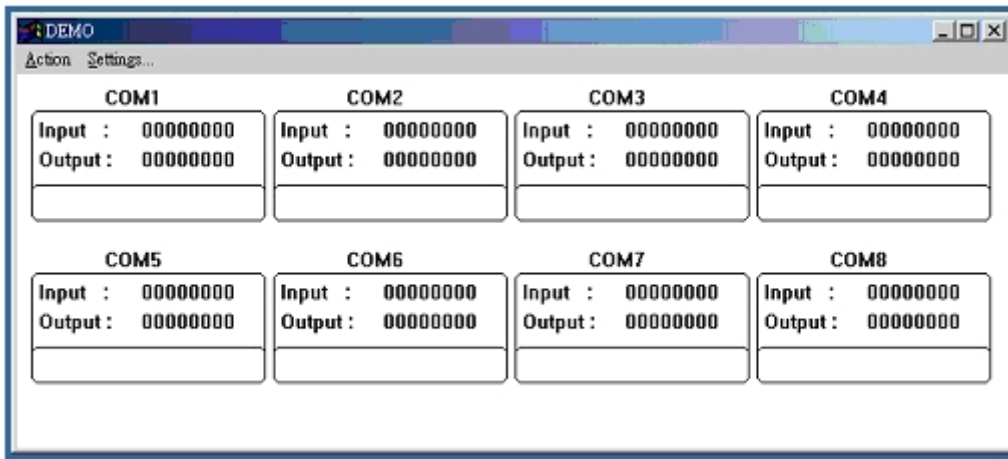 DEMO
Action Settings...
COM1 COM2 COM3 COM4
Input : 00000000 Input : 00000000 Input : 00000000 Input : 00000000
Output : 00000000 Output : 00000000 Output : 00000000 Output : 00000000
COM5 COM6 COM7 COM8
Input : 00000000 Input : 00000000 Input : 00000000 Input : 00000000
Output : 00000000 Output : 00000000 Output : 00000000 Output : 00000000